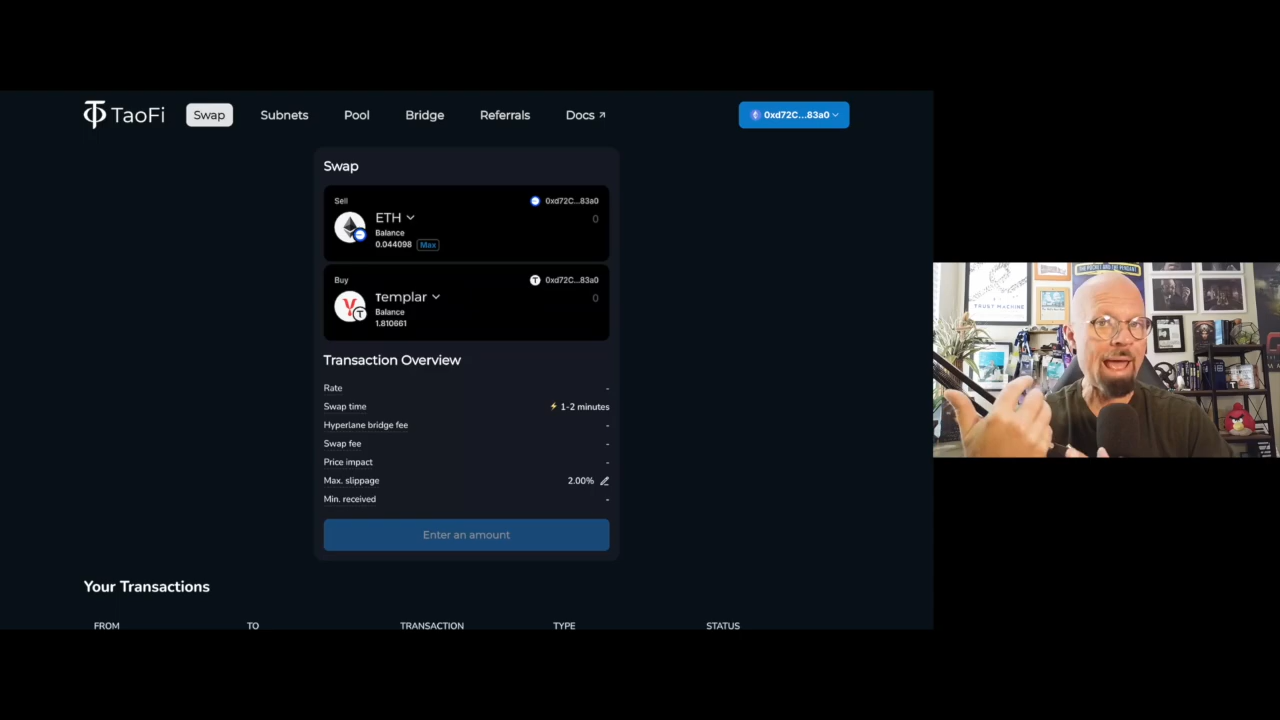 TaoFi
Swap
Subnets
Pool
Bridge
Referrals
Docs
0xd72C...83a0
Swap
Sell
0xd72C...83a0
ETH
0
Balance
0.044098 Max
Buy
0xd72C...83a0
Templar
0
Balance
1.810661
Transaction Overview
Rate -
Swap time ⚡ 1-2 minutes
Hyperlane bridge fee -
Swap fee -
Price impact -
Max. slippage 2.00%
Min. received -
Enter an amount
Your Transactions
FROM TO TRANSACTION TYPE STATUS
TRUST MACHINE